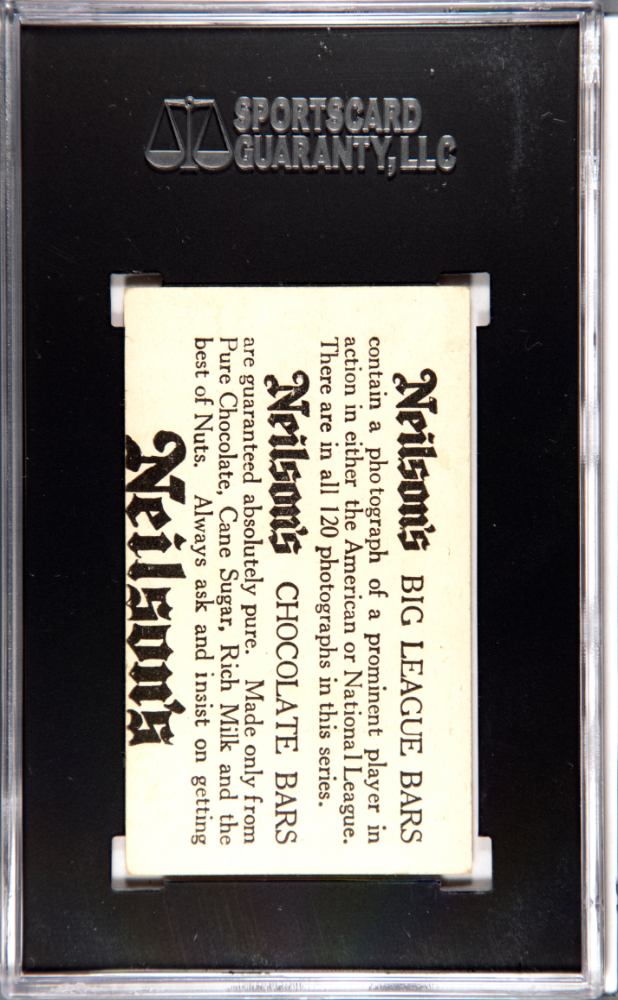 SPORTSCARD
GUARANTY,LLC
Neilson's BIG LEAGUE BARS
contain a photograph of a prominent player in
action in either the American or National League.
There are in all 120 photographs in this series.
Neilson's CHOCOLATE BARS
are guaranteed absolutely pure. Made only from
Pure Chocolate, Cane Sugar, Rich Milk and the
best of Nuts. Always ask and insist on getting
Neilson's